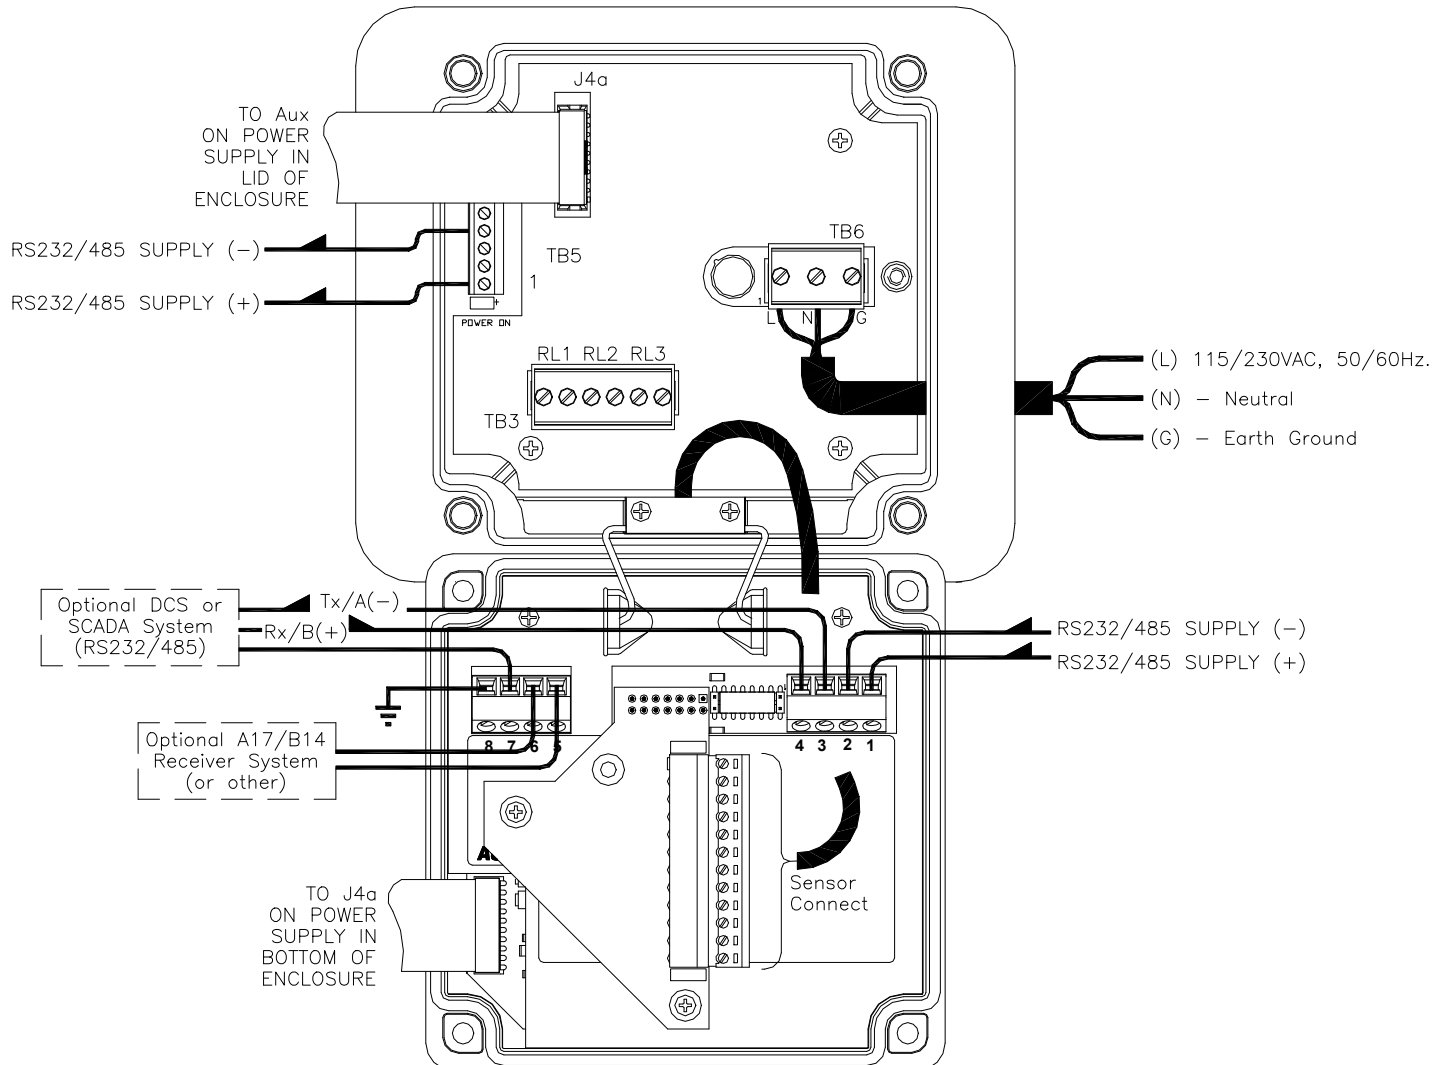 J4a
TO Aux
ON POWER
SUPPLY IN
LID OF
ENCLOSURE
RS232/485 SUPPLY (-)
RS232/485 SUPPLY (+)
TB5
1
+
POWER ON
TB6
1
L N G
RL1 RL2 RL3
TB3
(L) 115/230VAC, 50/60Hz.
(N) - Neutral
(G) - Earth Ground
Optional DCS or
SCADA System
(RS232/485)
Tx/A(-)
Rx/B(+)
RS232/485 SUPPLY (-)
RS232/485 SUPPLY (+)
8 7 6 5
4 3 2 1
Optional A17/B14
Receiver System
(or other)
Sensor
Connect
TO J4a
ON POWER
SUPPLY IN
BOTTOM OF
ENCLOSURE